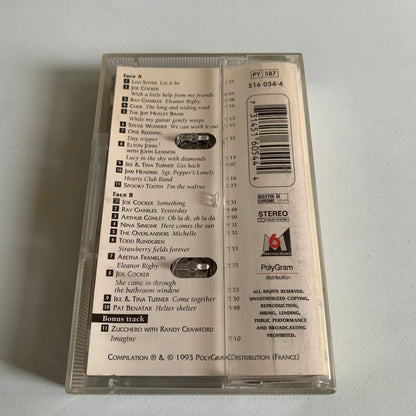 Face A
1 Leo Sayer Let it be
2 Joe Cocker
With a little help from my friends
3 Ray Charles Eleanor Rigby
4 Cher The long and widing road
5 The Jeff Healey Band
While my guitar gently weeps
6 Stevie Wonder We can work it out
7 Otis Redding
Day tripper
8 Elton John
with John Lennon
Lucy in the sky with diamonds
9 Ike & Tina Turner Get back
10 Jimi Hendrix Sgt. Pepper's Lonely
Hearts Club Band
11 Spooky Tooth I'm the walrus
Face B
1 Joe Cocker Something
2 Ray Charles Yesterday
3 Arthur Conley Ob la di, ob la da
4 Nina Simone Here comes the sun
5 The Overlanders Michelle
6 Todd Rundgren
Strawberry fields forever
7 Aretha Franklin
Eleanor Rigby
8 Joe Cocker
She came in through
the bathroom window
9 Ike & Tina Turner Come together
10 Pat Benatar Helter skelter
Bonus track
11 Zucchero with Randy Crawford
Imagine
Compilation ℗ & © 1993 PolyGram Distribution (France)
PY 587
516 054-4
STEREO
M6
Interactions
PolyGram
distribution
ALL RIGHTS RESERVED.
UNAUTHORIZED COPYING,
REPRODUCTION,
HIRING, LENDING,
PUBLIC PERFORMANCE
AND BROADCASTING
PROHIBITED.